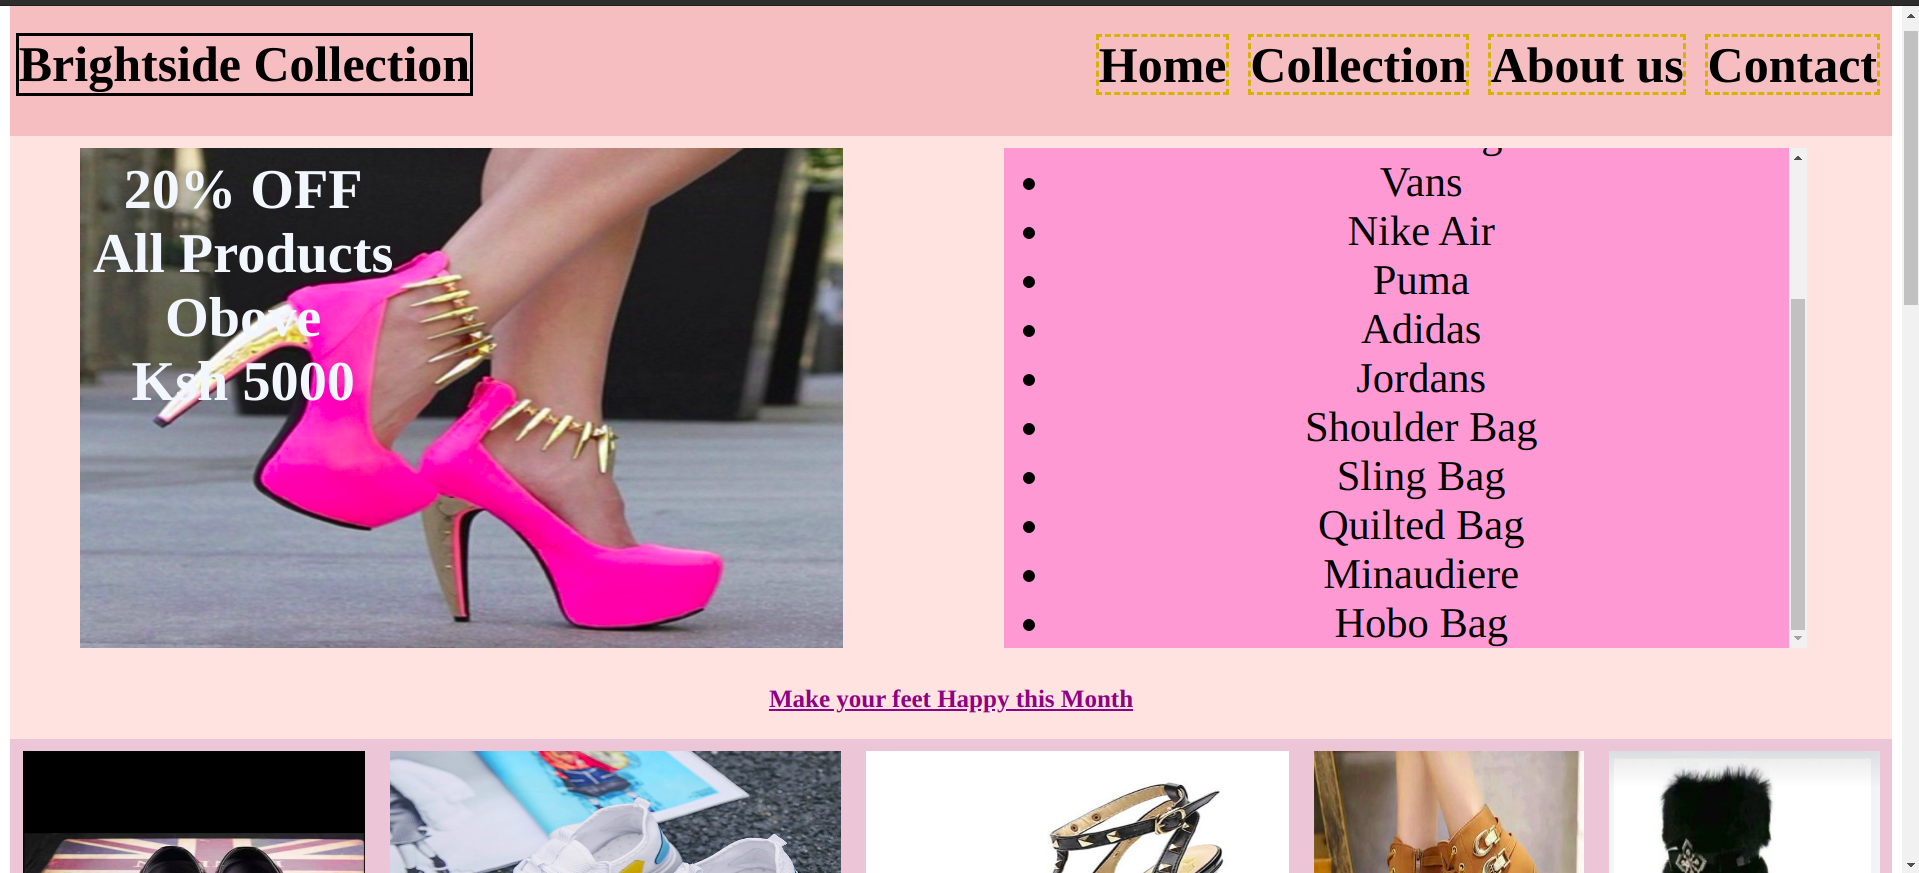 Brightside Collection
Home Collection About us Contact
20% OFF
All Products
Obove
Ksh 5000
Vans
Nike Air
Puma
Adidas
Jordans
Shoulder Bag
Sling Bag
Quilted Bag
Minaudiere
Hobo Bag
Make your feet Happy this Month